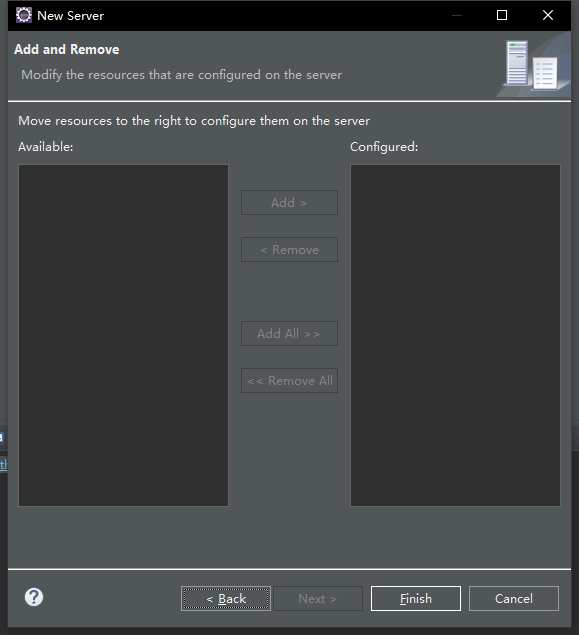 New Server
Add and Remove
Modify the resources that are configured on the server
Move resources to the right to configure them on the server
Available:
Configured:
Add >
< Remove
Add All >>
<< Remove All
?
< Back
Next >
Finish
Cancel